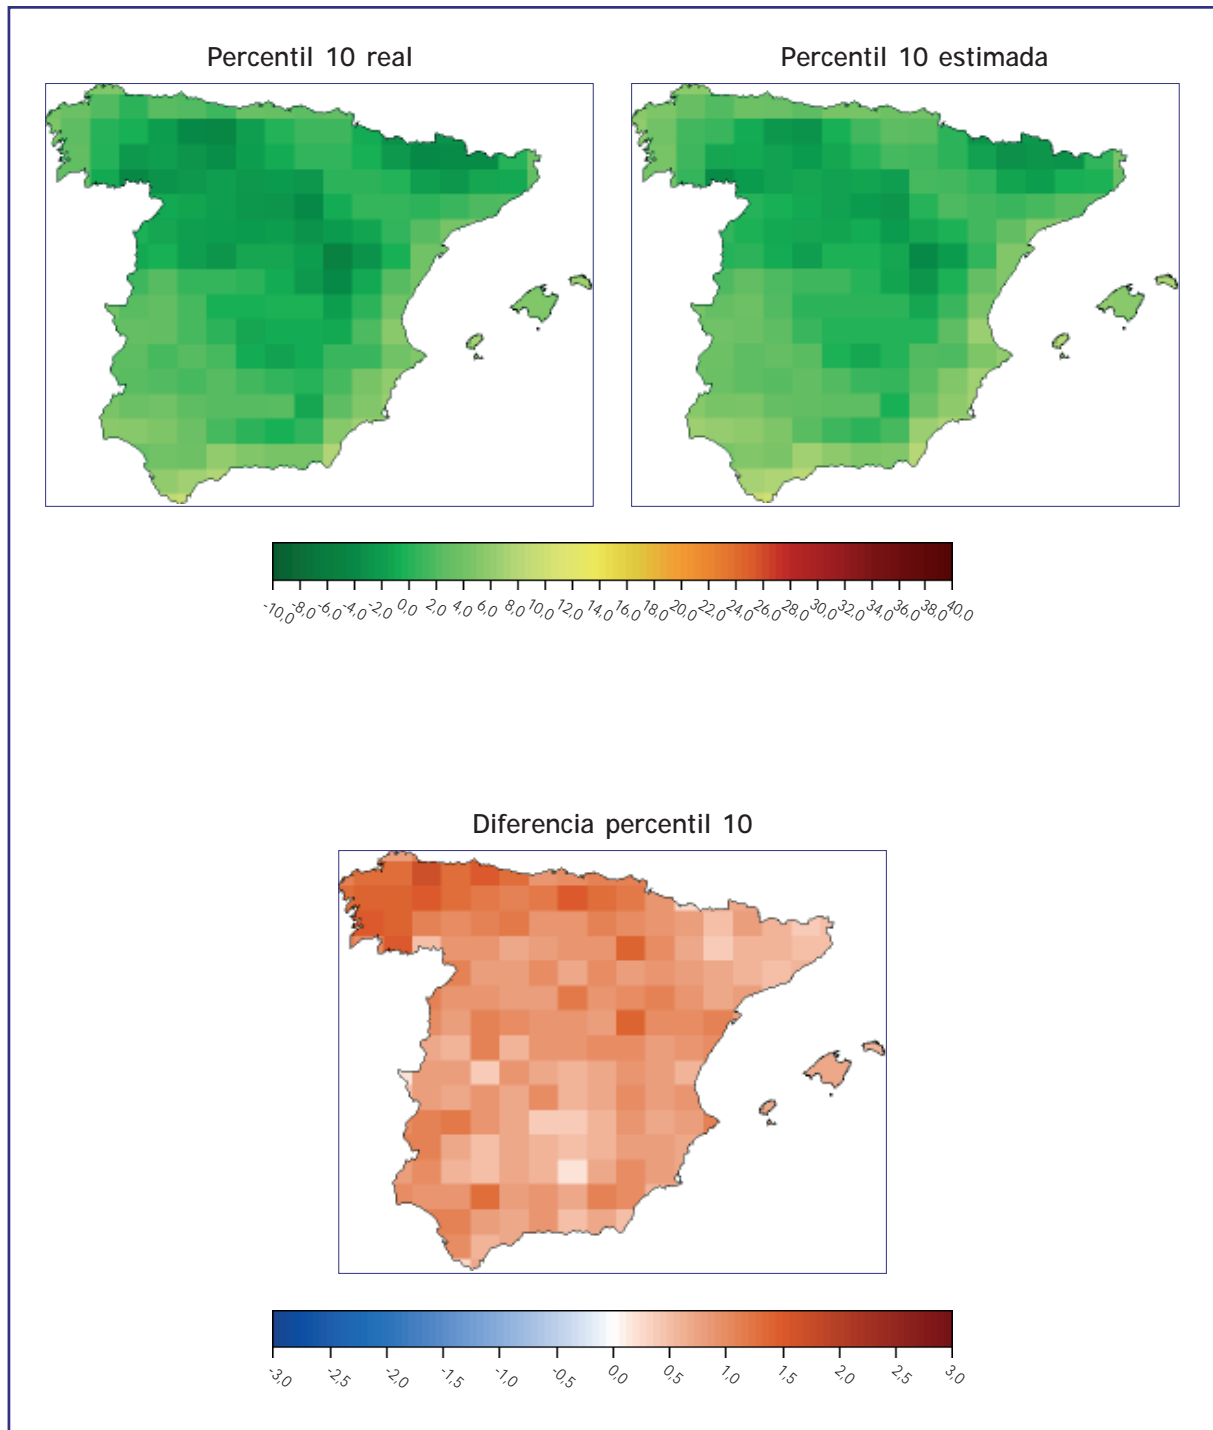 Percentil 10 real
Percentil 10 estimada
-10,0 -8,0 -6,0 -4,0 -2,0 0,0 2,0 4,0 6,0 8,0 10,0 12,0 14,0 16,0 18,0 20,0 22,0 24,0 26,0 28,0 30,0 32,0 34,0 36,0 38,0 40,0
Diferencia percentil 10
-3,0 -2,5 -2,0 -1,5 -1,0 -0,5 0,0 0,5 1,0 1,5 2,0 2,5 3,0